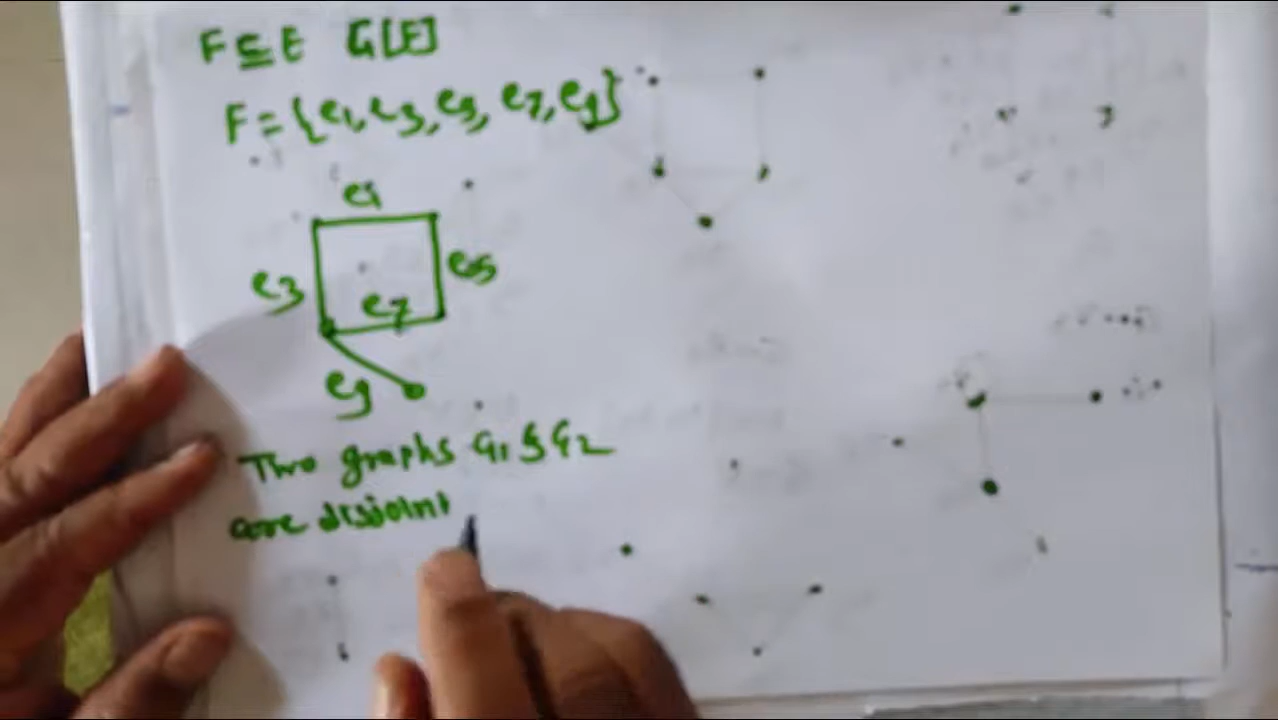 F ⊆ E G[F]
F = {e1, e3, e5, e7, e9}
e1
e3
e5
e7
e9
Two graphs G1 & G2
are disjoint